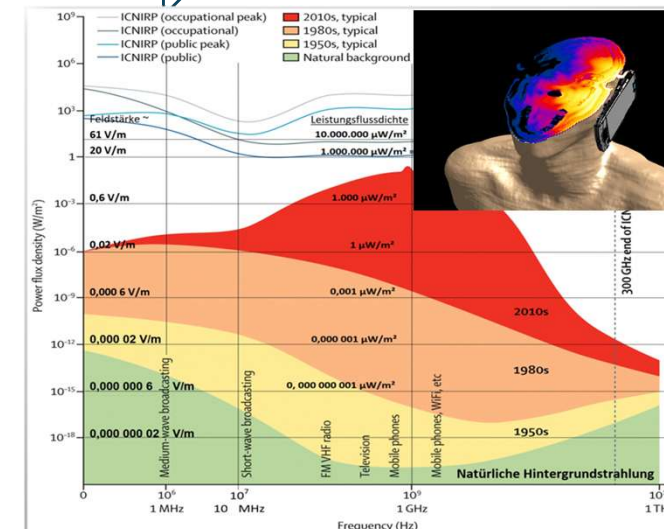 10⁹
10⁶
10³
1
10⁻³
10⁻⁶
10⁻⁹
10⁻¹²
10⁻¹⁵
10⁻¹⁸
Power flux density (W/m²)
ICNIRP (occupational peak)
ICNIRP (occupational)
ICNIRP (public peak)
ICNIRP (public)
2010s, typical
1980s, typical
1950s, typical
Natural background
Feldstärke ~
61 V/m
20 V/m
0,6 V/m
0,02 V/m
0,000 6 V/m
0,000 02 V/m
0,000 000 6 V/m
0,000 000 02 V/m
Leistungsflussdichte
10.000.000 µW/m²
1.000.000 µW/m²
1.000 µW/m²
1 µW/m²
0,001 µW/m²
0,000 001 µW/m²
0, 000 000 001 µW/m²
2010s
1980s
1950s
Natürliche Hintergrundstrahlung
Medium-wave broadcasting
Short-wave broadcasting
FM VHF radio
Television
Mobile phones
Mobile phones, WiFi, etc
300 GHz end of
0
10⁶
10⁷
10⁹
1 MHz
10 MHz
1 GHz
Frequency (Hz)